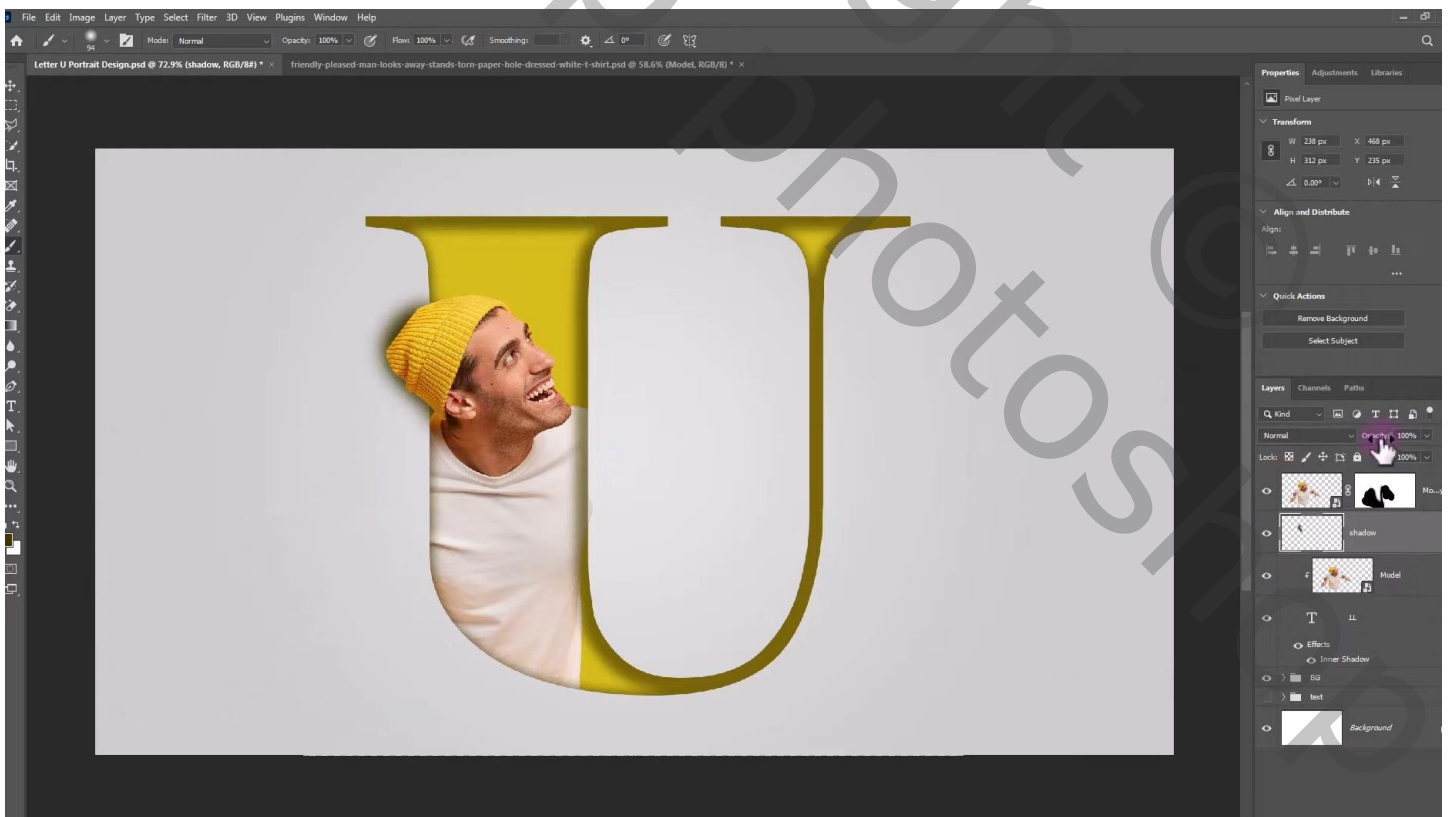 File Edit Image Layer Type Select Filter 3D View Plugins Window Help
94 Mode: Normal Opacity: 100% Flow: 100% Smoothing: 0°
Letter U Portrait Design.psd @ 72.9% (shadow, RGB/8#) * × friendly-pleased-man-looks-away-stands-torn-paper-hole-dressed-white-t-shirt.psd @ 58.6% (Model, RGB/8) * ×
Properties Adjustments Libraries
Pixel Layer
Transform
W 238 px X 468 px
H 312 px Y 235 px
0.00°
Align and Distribute
Align:
Quick Actions
Remove Background
Select Subject
Layers Channels Paths
Kind
Normal Opacity: 100%
Lock: 100%
Mo...y
shadow
Model
T U
Effects
Inner Shadow
BG
text
Background
U
photoshop